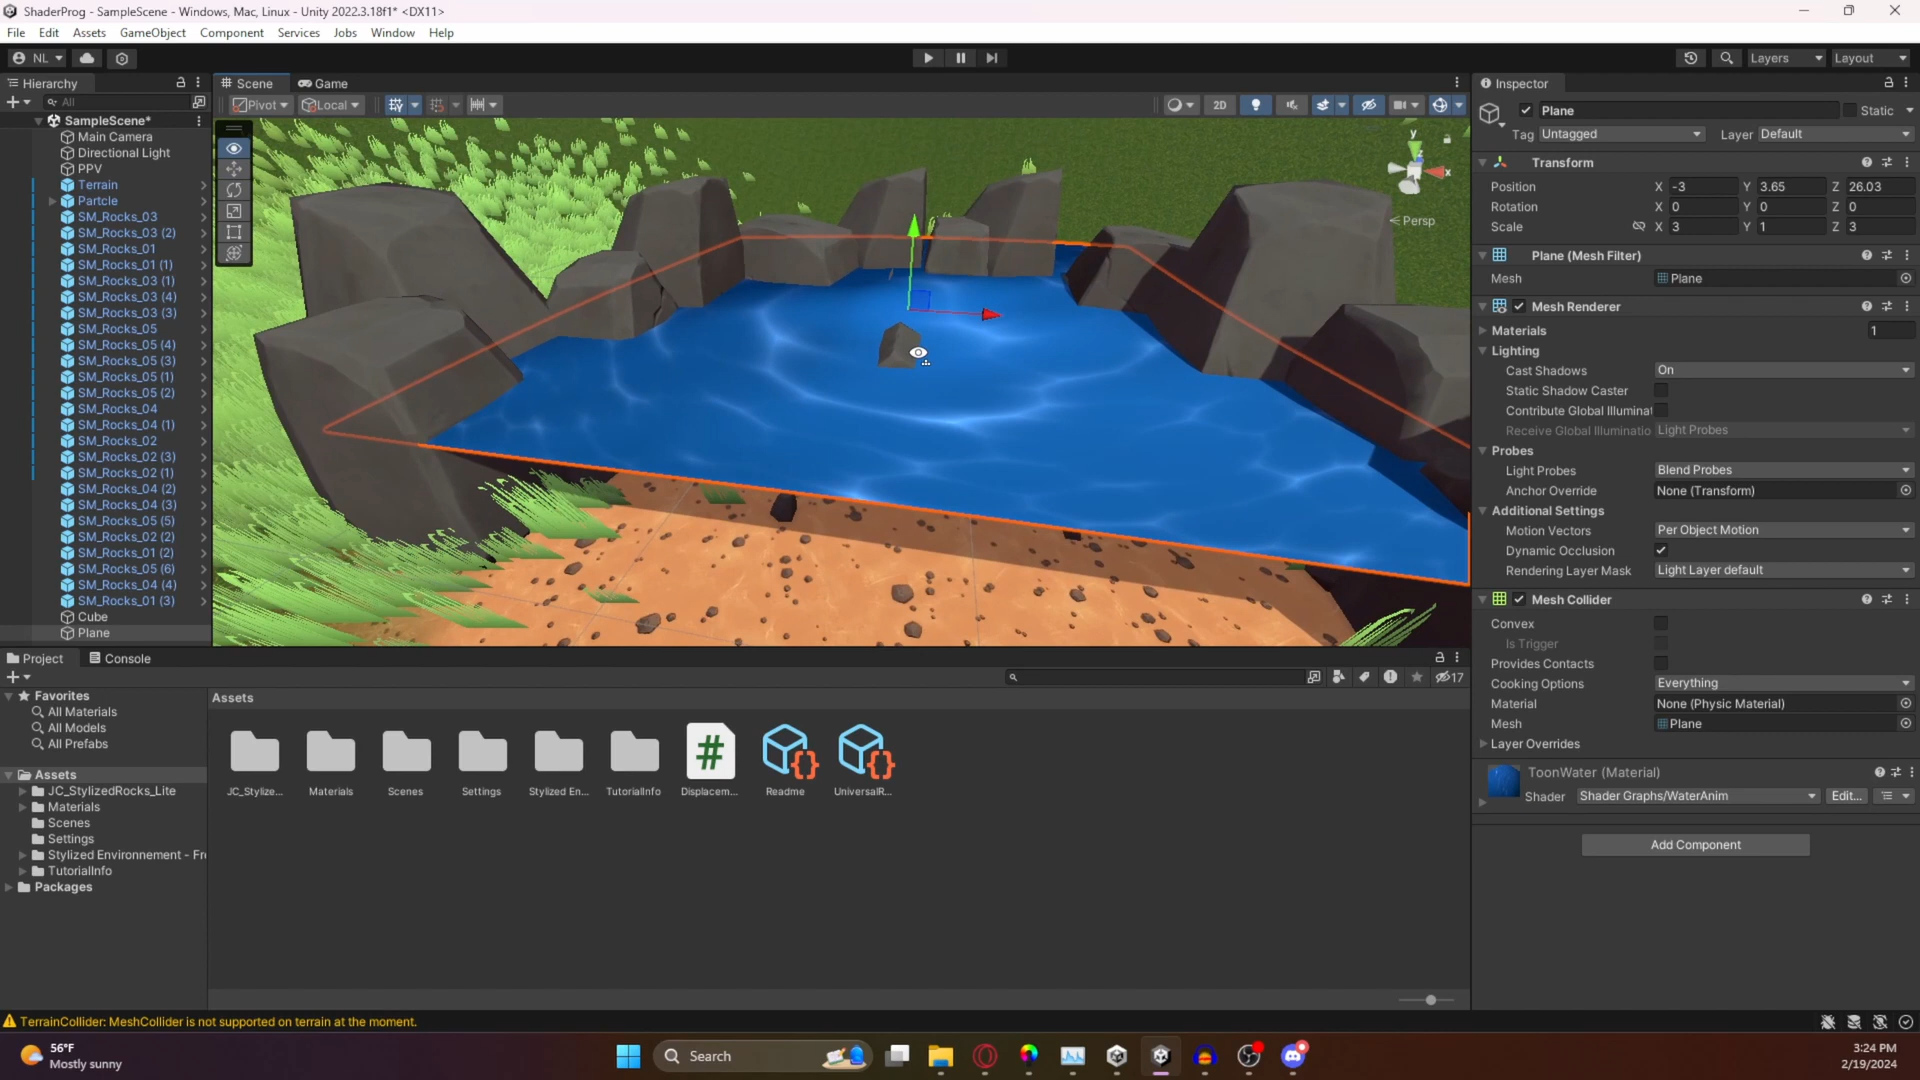 ShaderProg - SampleScene - Windows, Mac, Linux - Unity 2022.3.18f1* <DX11>
File Edit Assets GameObject Component Services Jobs Window Help
NL Layers Layout
Hierarchy
All
SampleScene*
Main Camera
Directional Light
PPV
Terrain
Partcle
SM_Rocks_03
SM_Rocks_03 (2)
SM_Rocks_01
SM_Rocks_01 (1)
SM_Rocks_03 (1)
SM_Rocks_03 (4)
SM_Rocks_03 (3)
SM_Rocks_05
SM_Rocks_05 (4)
SM_Rocks_05 (3)
SM_Rocks_05 (1)
SM_Rocks_05 (2)
SM_Rocks_04
SM_Rocks_04 (1)
SM_Rocks_02
SM_Rocks_02 (3)
SM_Rocks_02 (1)
SM_Rocks_04 (2)
SM_Rocks_04 (3)
SM_Rocks_05 (5)
SM_Rocks_02 (2)
SM_Rocks_01 (2)
SM_Rocks_05 (6)
SM_Rocks_04 (4)
SM_Rocks_01 (3)
Cube
Plane
Scene Game
Pivot Local 2D
y
x
Persp
Inspector
Plane Static
Tag Untagged Layer Default
Transform
Position X -3 Y 3.65 Z 26.03
Rotation X 0 Y 0 Z 0
Scale X 3 Y 1 Z 3
Plane (Mesh Filter)
Mesh Plane
Mesh Renderer
Materials 1
Lighting
Cast Shadows On
Static Shadow Caster
Contribute Global Illuminat
Receive Global Illuminatio Light Probes
Probes
Light Probes Blend Probes
Anchor Override None (Transform)
Additional Settings
Motion Vectors Per Object Motion
Dynamic Occlusion
Rendering Layer Mask Light Layer default
Mesh Collider
Convex
Is Trigger
Provides Contacts
Cooking Options Everything
Material None (Physic Material)
Mesh Plane
Layer Overrides
ToonWater (Material)
Shader Shader Graphs/WaterAnim Edit...
Add Component
Project Console
17
Favorites
All Materials
All Models
All Prefabs
Assets
JC_StylizedRocks_Lite
Materials
Scenes
Settings
Stylized Environnement - Fr
TutorialInfo
Packages
Assets
JC_Stylize... Materials Scenes Settings Stylized En... TutorialInfo Displacem... Readme UniversalR...
TerrainCollider: MeshCollider is not supported on terrain at the moment.
56°F
Mostly sunny
Search
3:24 PM
2/19/2024